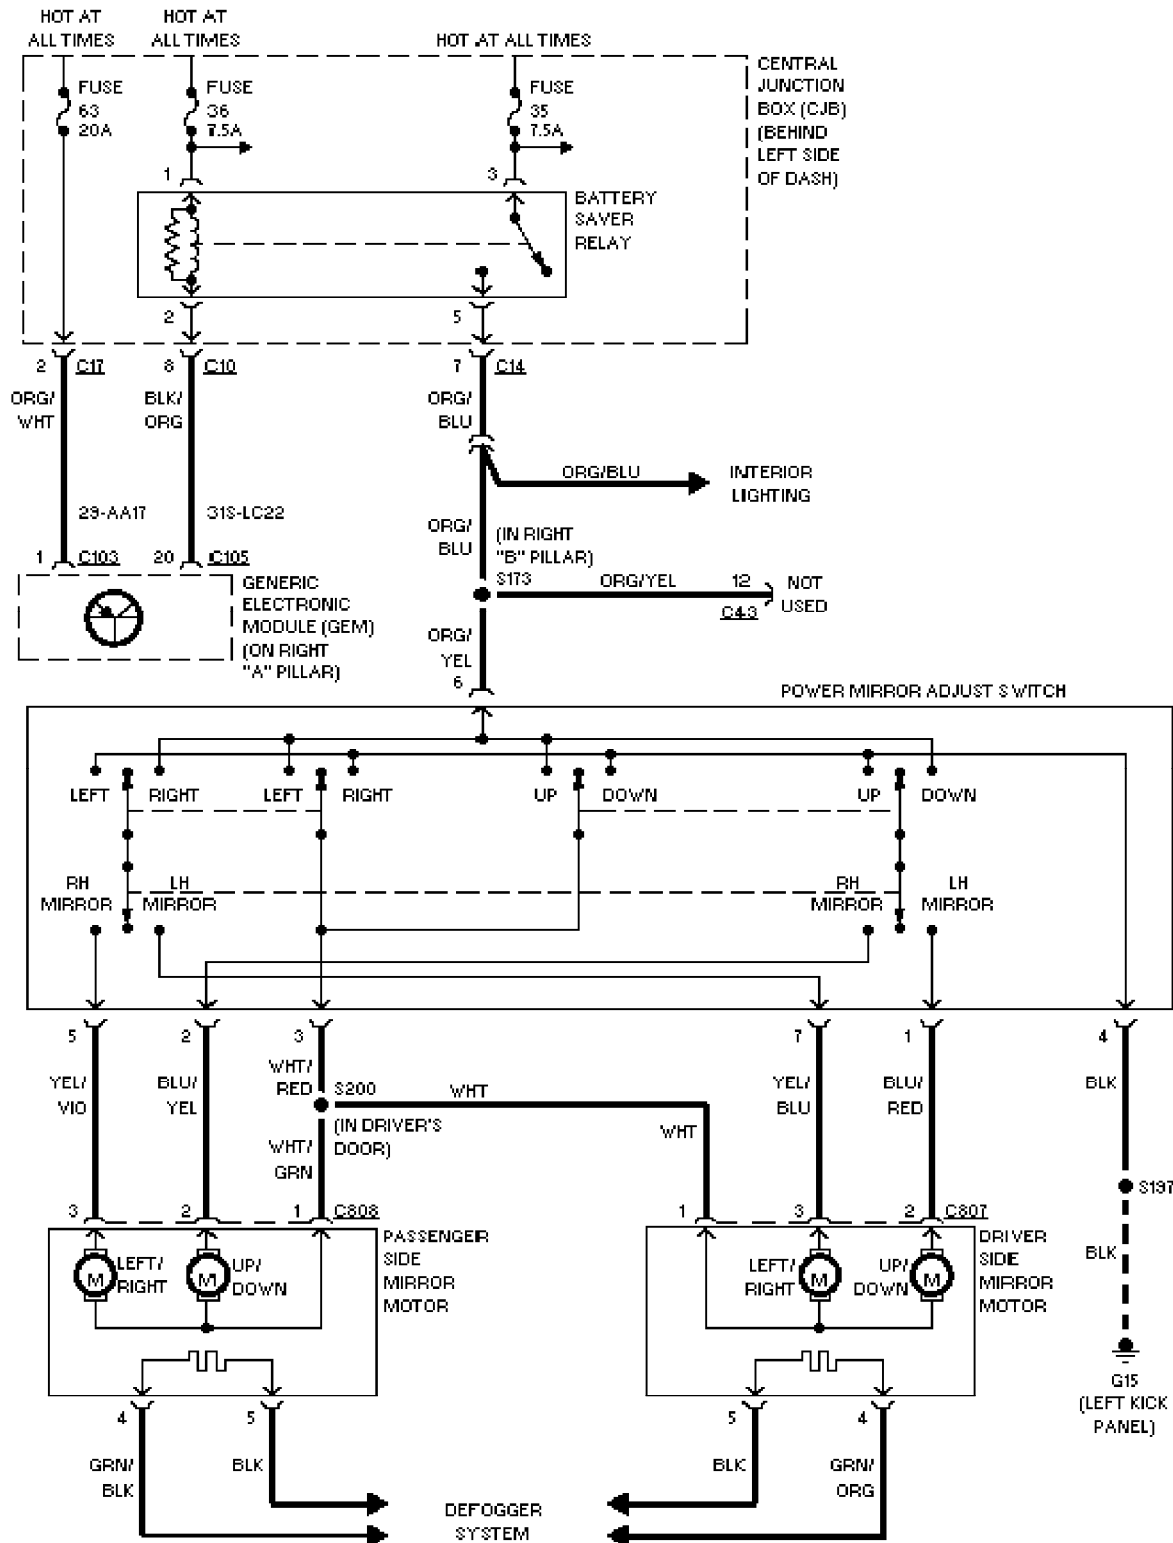 HOT AT
ALL TIMES
HOT AT
ALL TIMES
HOT AT ALL TIMES
FUSE
63
20A
FUSE
36
7.5A
FUSE
35
7.5A
CENTRAL
JUNCTION
BOX (CJB)
(BEHIND
LEFT SIDE
OF DASH)
1
3
BATTERY
SAVER
RELAY
2
5
2
C17
8
C10
7
C14
ORG/
WHT
BLK/
ORG
ORG/
BLU
ORG/BLU
INTERIOR
LIGHTING
29-AA17
31S-LC22
ORG/
BLU
(IN RIGHT
"B" PILLAR)
1
C103
20
C105
S173
ORG/YEL
12
C43
NOT
USED
GENERIC
ELECTRONIC
MODULE (GEM)
(ON RIGHT
"A" PILLAR)
ORG/
YEL
6
POWER MIRROR ADJUST SWITCH
LEFT
RIGHT
LEFT
RIGHT
UP
DOWN
UP
DOWN
RH
MIRROR
LH
MIRROR
RH
MIRROR
LH
MIRROR
5
2
3
7
1
4
YEL/
VIO
BLU/
YEL
WHT/
RED
S200
WHT
(IN DRIVER'S
DOOR)
WHT/
GRN
WHT
YEL/
BLU
BLU/
RED
BLK
S197
BLK
G15
(LEFT KICK
PANEL)
3
2
1
C808
1
3
2
C807
M
LEFT/
RIGHT
M
UP/
DOWN
PASSENGER
SIDE
MIRROR
MOTOR
LEFT/
RIGHT
M
UP/
DOWN
M
DRIVER
SIDE
MIRROR
MOTOR
4
5
5
4
GRN/
BLK
BLK
BLK
GRN/
ORG
DEFOGGER
SYSTEM